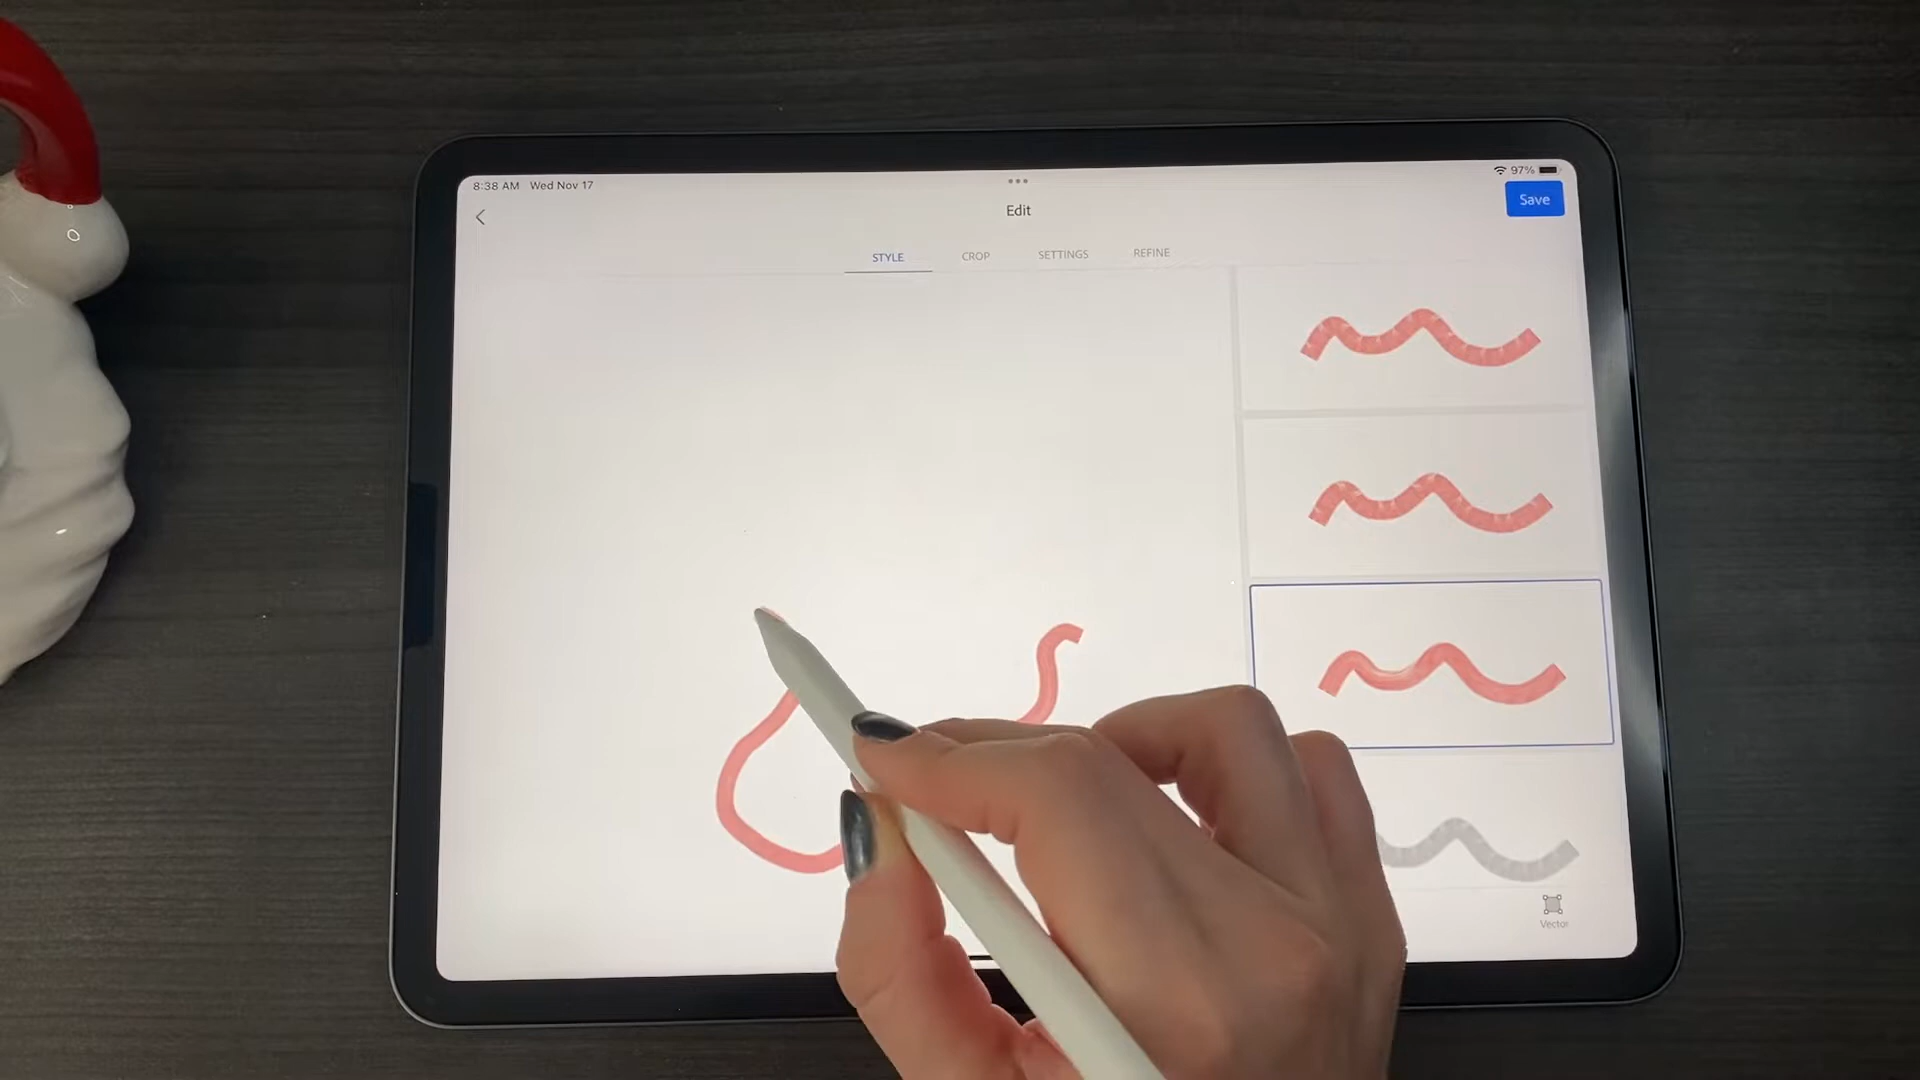 8:38 AM Wed Nov 17
97%
Edit
Save
STYLE CROP SETTINGS REFINE
Vector